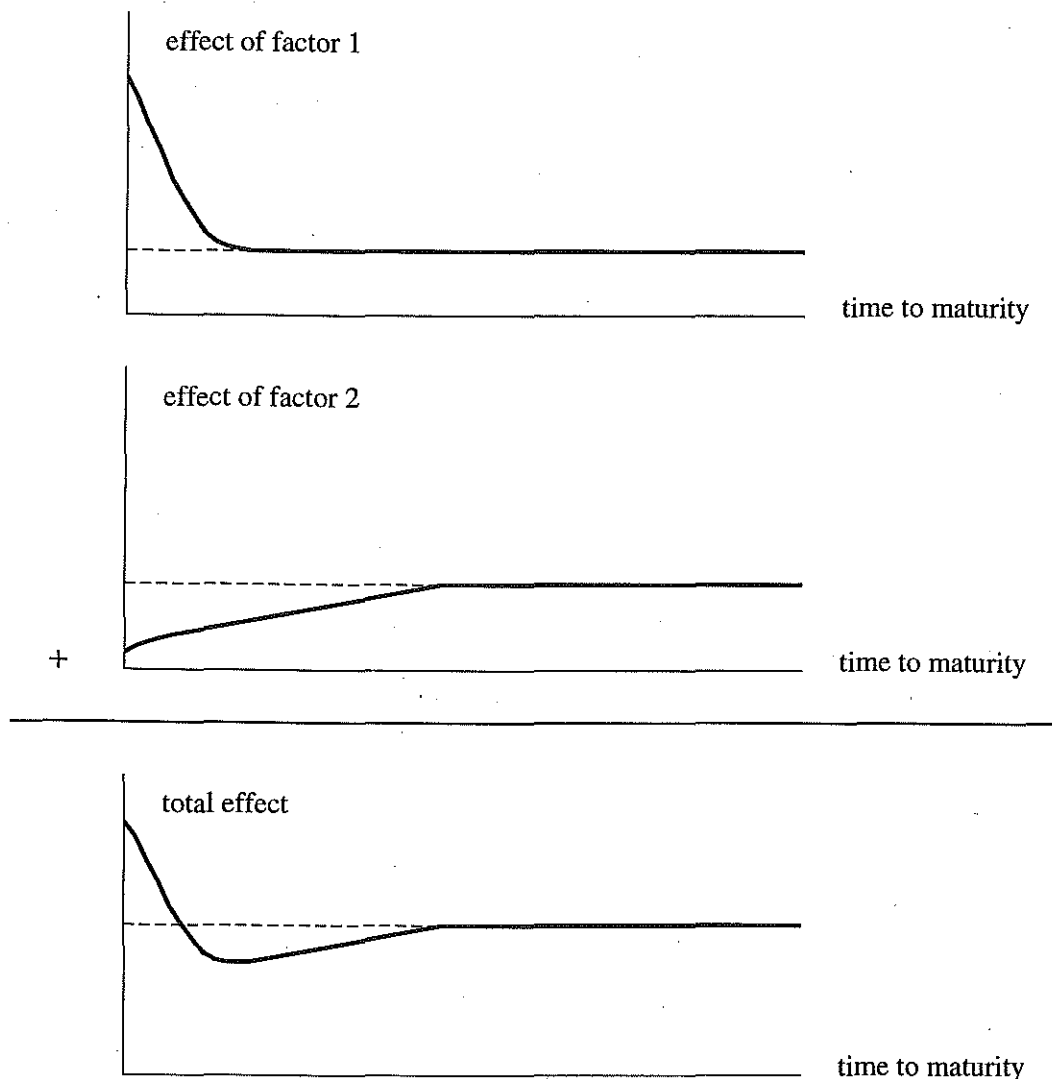 effect of factor 1
time to maturity
effect of factor 2
+
time to maturity
total effect
time to maturity